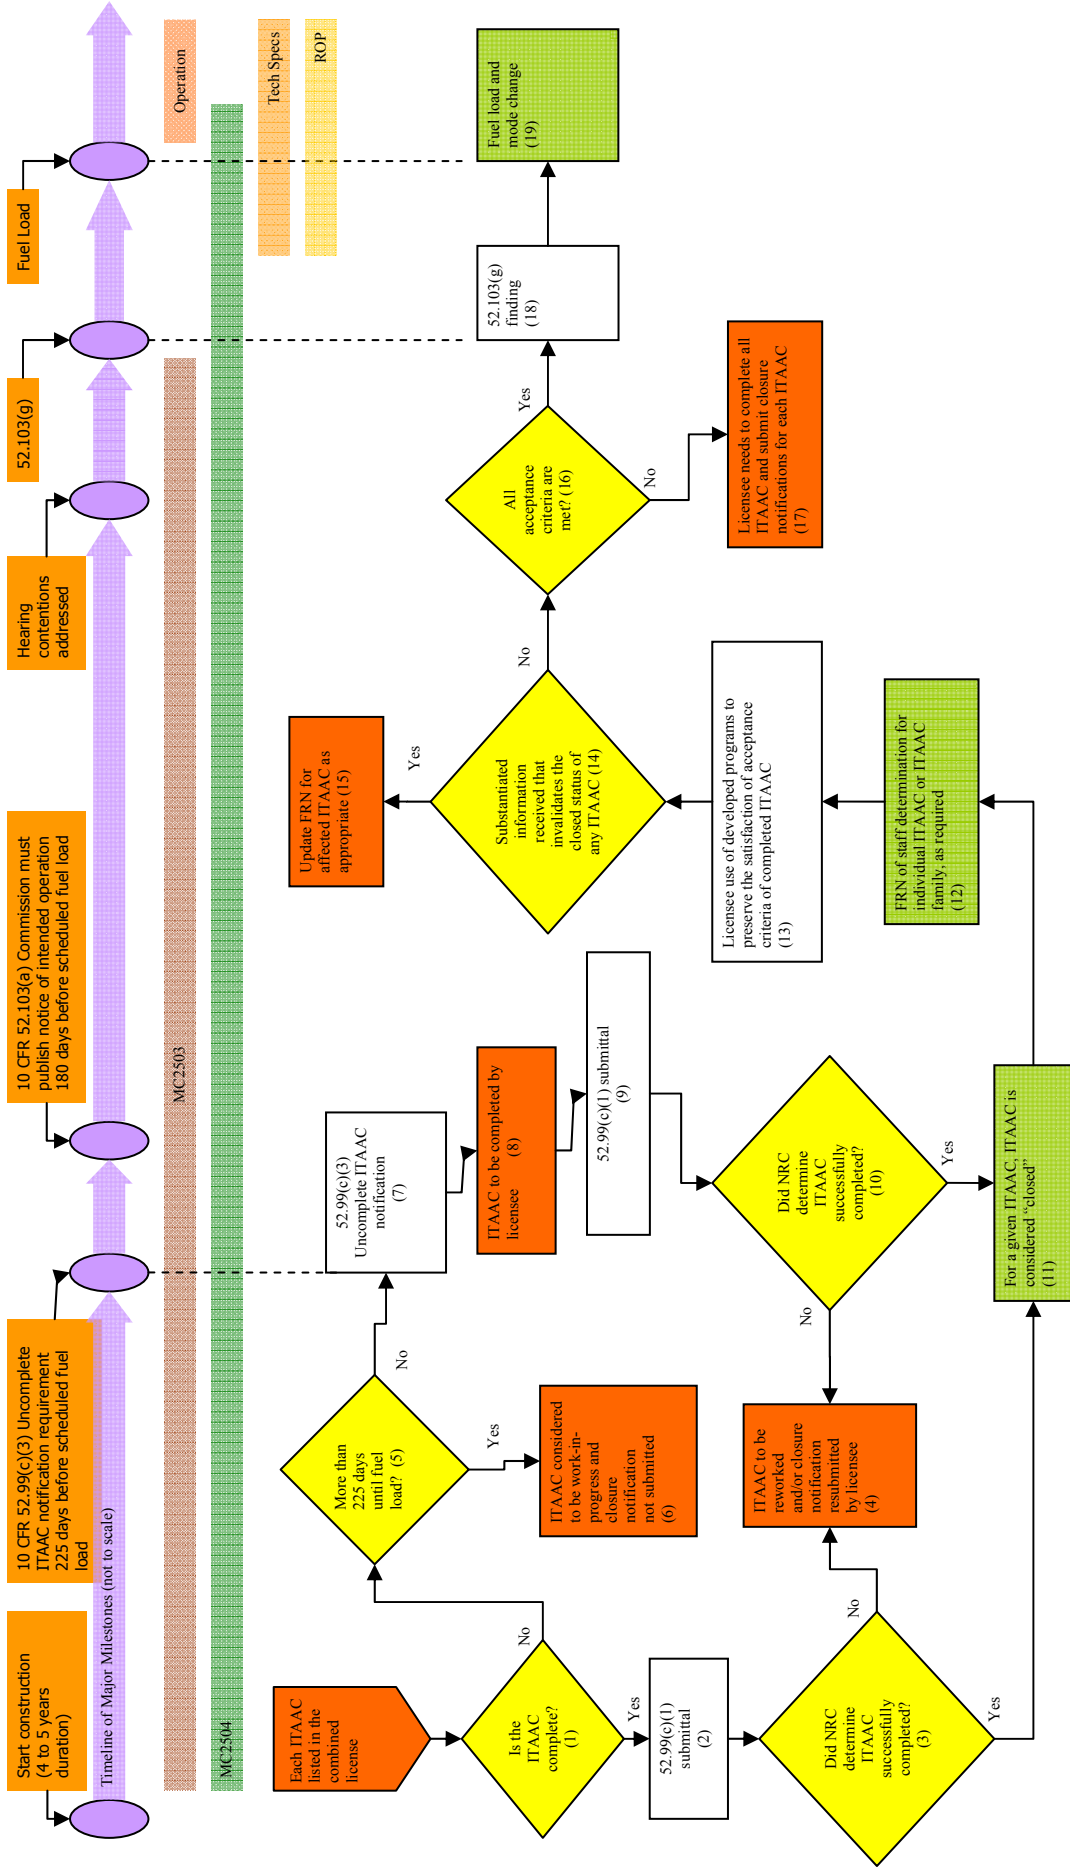 Start construction
(4 to 5 years
duration)
10 CFR 52.99(c)(3) Uncomplete
ITAAC notification requirement
225 days before scheduled fuel
load
10 CFR 52.103(a) Commission must
publish notice of intended operation
180 days before scheduled fuel load
Hearing
contentions
addressed
52.103(g)
Fuel Load
Timeline of Major Milestones (not to scale)
MC2503
Operation
MC2504
Tech Specs
ROP
Each ITAAC
listed in the
combined
license
Is the
ITAAC
complete?
(1)
No
Yes
52.99(c)(1)
submittal
(2)
Did NRC
determine
ITAAC
successfully
completed?
(3)
No
Yes
ITAAC to be
reworked
and/or closure
notification
resubmitted
by licensee
(4)
More than
225 days
until fuel
load? (5)
No
Yes
ITAAC considered
to be work-in-
progress and
closure
notification
not submitted
(6)
52.99(c)(3)
Uncomplete ITAAC
notification
(7)
ITAAC to be completed by
licensee
(8)
52.99(c)(1) submittal
(9)
Did NRC
determine
ITAAC
successfully
completed?
(10)
No
Yes
For a given ITAAC, ITAAC is
considered “closed”
(11)
FRN of staff determination for
individual ITAAC or ITAAC
family, as required
(12)
Licensee use of developed programs to
preserve the satisfaction of acceptance
criteria of completed ITAAC
(13)
Substantiated
information
received that
invalidates the
closed status of
any ITAAC (14)
Yes
No
Update FRN for
affected ITAAC as
appropriate (15)
All
acceptance
criteria are
met? (16)
Yes
No
Licensee needs to complete all
ITAAC and submit closure
notifications for each ITAAC
(17)
52.103(g)
finding
(18)
Fuel load and
mode change
(19)